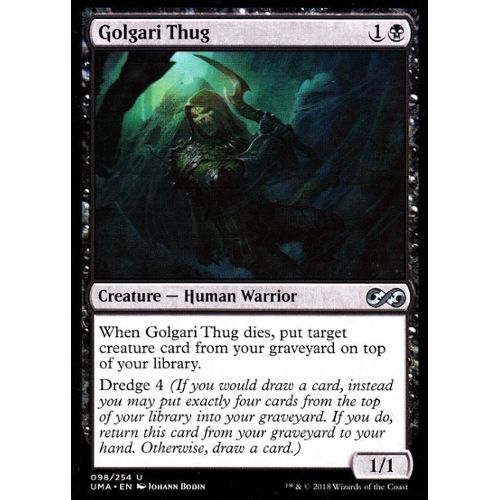 Golgari Thug 1
Creature — Human Warrior
When Golgari Thug dies, put target
creature card from your graveyard on top
of your library.
Dredge 4 (If you would draw a card, instead
you may put exactly four cards from the top
of your library into your graveyard. If you do,
return this card from your graveyard to your
hand. Otherwise, draw a card.)
1/1
098/254 U
UMA • EN Johann Bodin
™ & © 2018 Wizards of the Coast